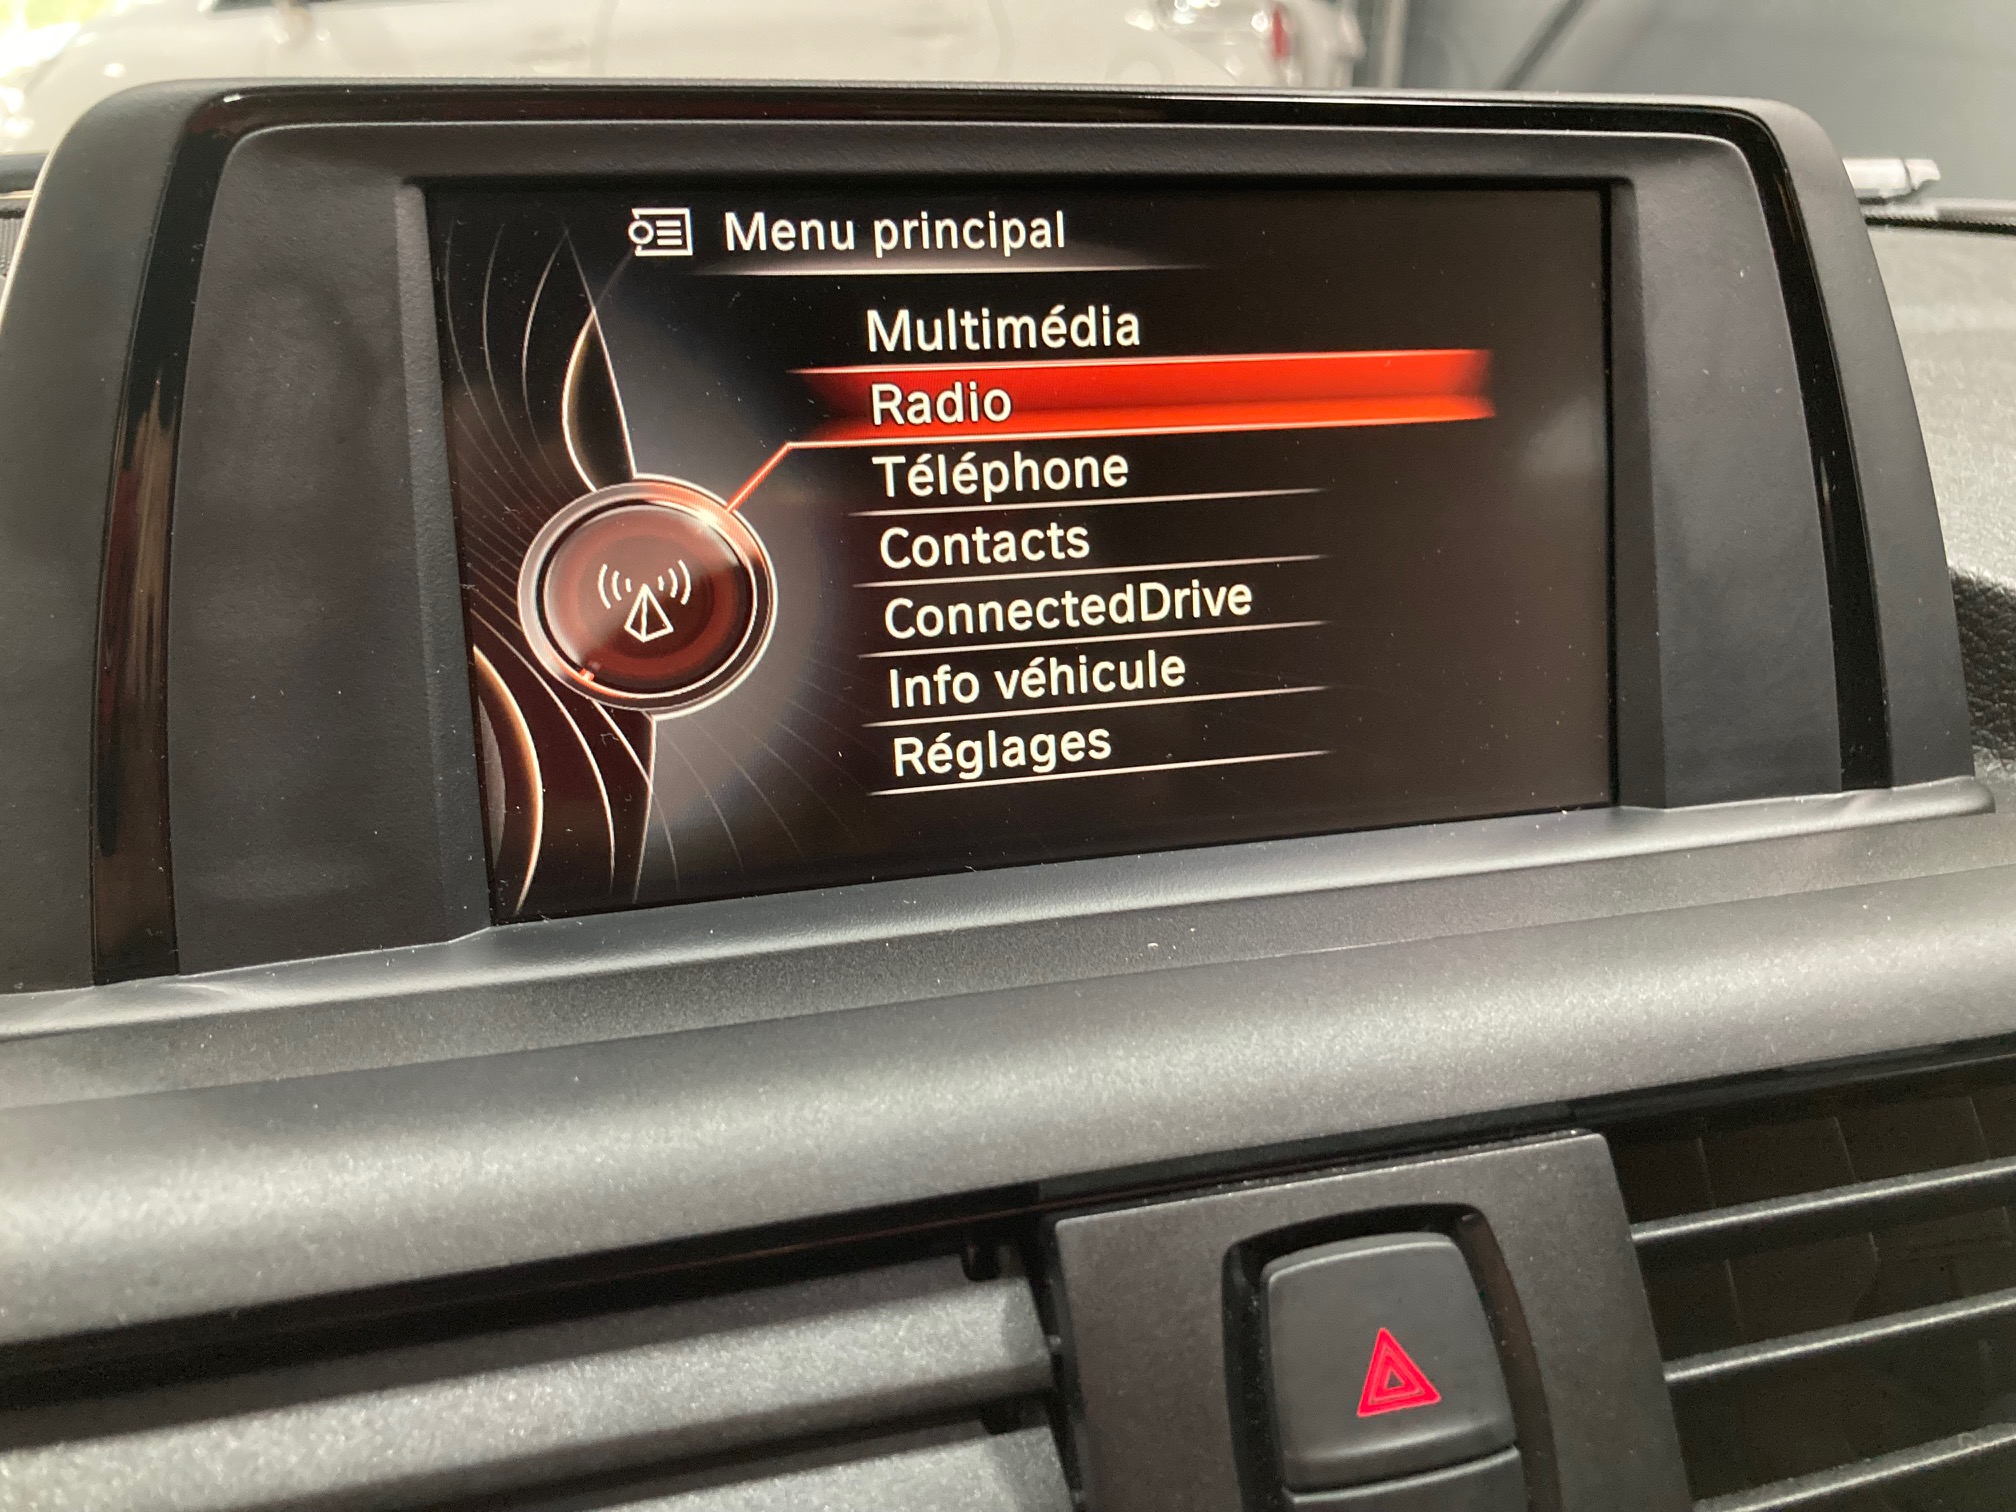 Menu principal
Multimédia
Radio
Téléphone
Contacts
ConnectedDrive
Info véhicule
Réglages